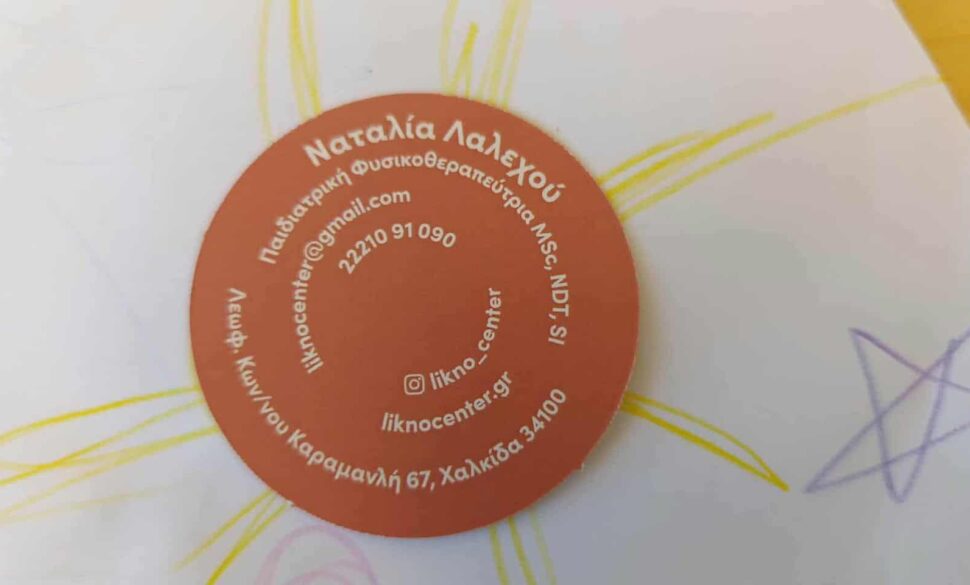 Ναταλία Λαλεχού
Παιδιατρική Φυσικοθεραπεύτρια MSc, NDT, SI
liknocenter@gmail.com
22210 91 090
likno_center
liknocenter.gr
Λεωφ. Κων/νου Καραμανλή 67, Χαλκίδα 34100